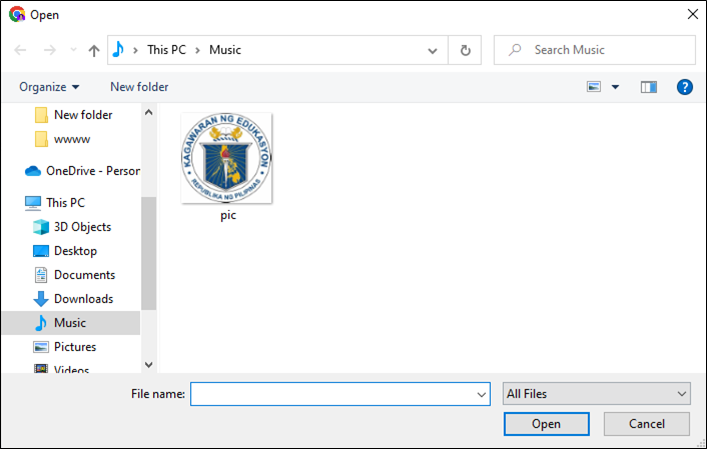 Open
This PC > Music
Search Music
Organize
New folder
New folder
wwww
OneDrive - Person
This PC
3D Objects
Desktop
Documents
Downloads
Music
Pictures
Videos
KAGAWARAN NG EDUKASYON
REPUBLIKA NG PILIPINAS
pic
File name:
All Files
Open
Cancel